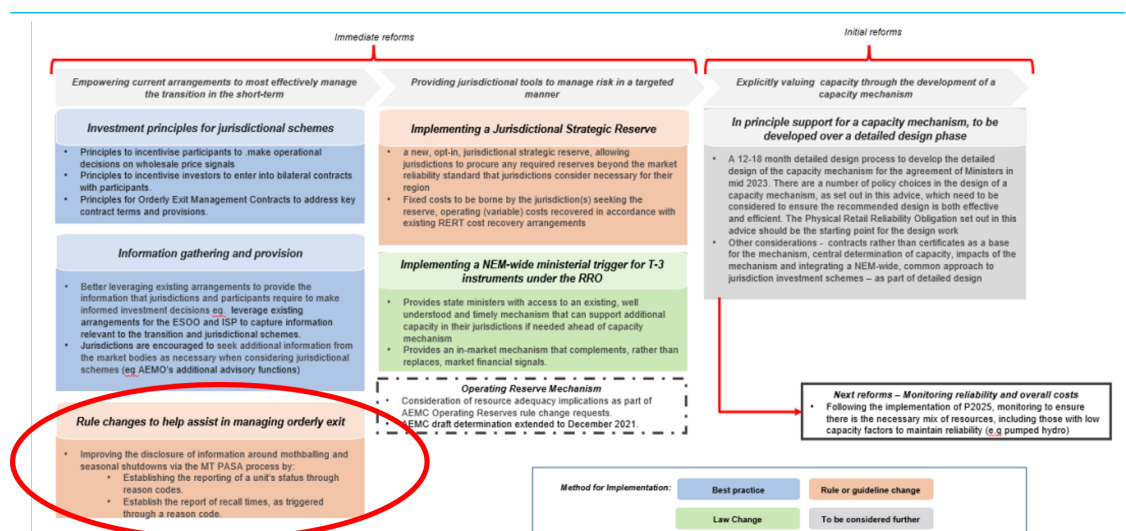 Immediate reforms
Initial reforms
Empowering current arrangements to most effectively manage
the transition in the short-term
Providing jurisdictional tools to manage risk in a targeted
manner
Explicitly valuing capacity through the development of a
capacity mechanism
Investment principles for jurisdictional schemes
• Principles to incentivise participants to .make operational
decisions on wholesale price signals
• Principles to incentivise investors to enter into bilateral contracts
with participants.
• Principles for Orderly Exit Management Contracts to address key
contract terms and provisions.
Information gathering and provision
• Better leveraging existing arrangements to provide the
information that jurisdictions and participants require to make
informed investment decisions eg. leverage existing
arrangements for the ESOO and ISP to capture information
relevant to the transition and jurisdictional schemes.
• Jurisdictions are encouraged to seek additional information from
the market bodies as necessary when considering jurisdictional
schemes (eg AEMO's additional advisory functions)
Rule changes to help assist in managing orderly exit
• Improving the disclosure of information around mothballing and
seasonal shutdowns via the MT PASA process by:
• Establishing the reporting of a unit's status through
reason codes.
• Establish the report of recall times, as triggered
through a reason code.
Implementing a Jurisdictional Strategic Reserve
• a new, opt-in, jurisdictional strategic reserve, allowing
jurisdictions to procure any required reserves beyond the market
reliability standard that jurisdictions consider necessary for their
region
• Fixed costs to be borne by the jurisdiction(s) seeking the
reserve, operating (variable) costs recovered in accordance with
existing RERT cost recovery arrangements
Implementing a NEM-wide ministerial trigger for T-3
instruments under the RRO
• Provides state ministers with access to an existing, well
understood and timely mechanism that can support additional
capacity in their jurisdictions if needed ahead of capacity
mechanism
• Provides an in-market mechanism that complements, rather than
replaces, market financial signals.
Operating Reserve Mechanism
• Consideration of resource adequacy implications as part of
AEMC Operating Reserves rule change requests.
• AEMC draft determination extended to December 2021.
In principle support for a capacity mechanism, to be
developed over a detailed design phase
• A 12-18 month detailed design process to develop the detailed
design of the capacity mechanism for the agreement of Ministers in
mid 2023. There are a number of policy choices in the design of a
capacity mechanism, as set out in this advice, which need to be
considered to ensure the recommended design is both effective
and efficient. The Physical Retail Reliability Obligation set out in this
advice should be the starting point for the design work
• Other considerations - contracts rather than certificates as a base
for the mechanism, central determination of capacity, impacts of the
mechanism and integrating a NEM-wide, common approach to
jurisdiction investment schemes – as part of detailed design
Next reforms – Monitoring reliability and overall costs
• Following the implementation of P2025, monitoring to ensure
there is the necessary mix of resources, including those with low
capacity factors to maintain reliability (e.g pumped hydro)
Method for Implementation:
Best practice
Rule or guideline change
Law Change
To be considered further